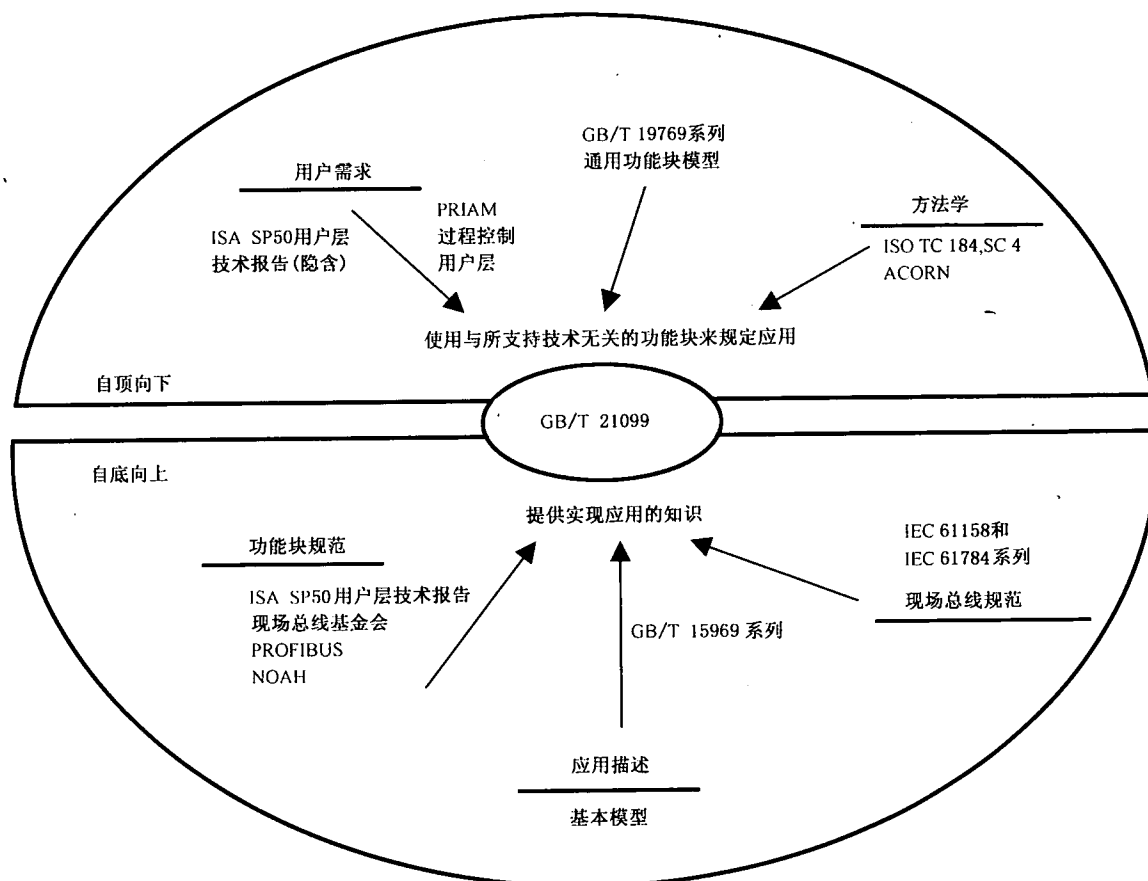 GB/T 19769系列
通用功能块模型
用户需求
ISA SP50用户层
技术报告(隐含)
PRIAM
过程控制
用户层
方法学
ISO TC 184,SC 4
ACORN
使用与所支持技术无关的功能块来规定应用
自顶向下
GB/T 21099
自底向上
提供实现应用的知识
功能块规范
ISA SP50用户层技术报告
现场总线基金会
PROFIBUS
NOAH
IEC 61158和
IEC 61784系列
现场总线规范
GB/T 15969系列
应用描述
基本模型